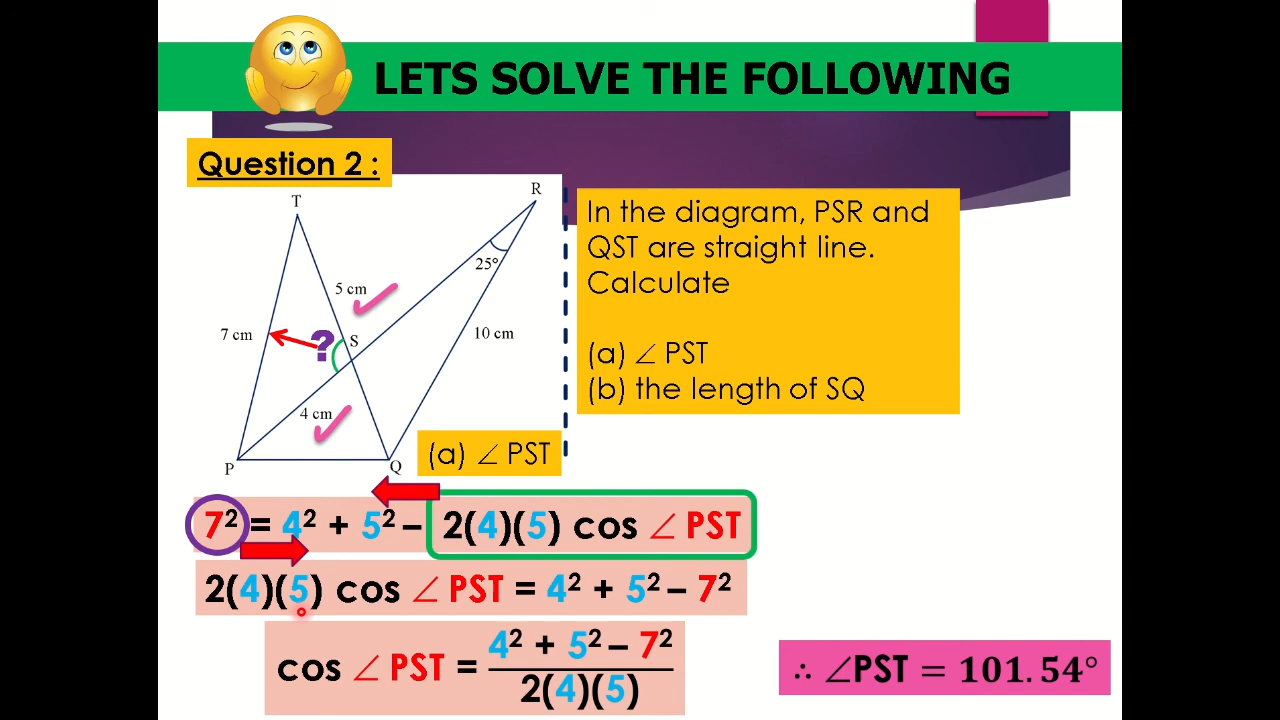 LETS SOLVE THE FOLLOWING
Question 2 :
T
R
25°
5 cm
7 cm
?
S
10 cm
4 cm
P
Q
In the diagram, PSR and
QST are straight line.
Calculate
(a) ∠ PST
(b) the length of SQ
(a) ∠ PST
7² = 4² + 5² – 2(4)(5) cos ∠ PST
2(4)(5) cos ∠ PST = 4² + 5² – 7²
cos ∠ PST = 4² + 5² – 7²
2(4)(5)
∴ ∠PST = 101.54°